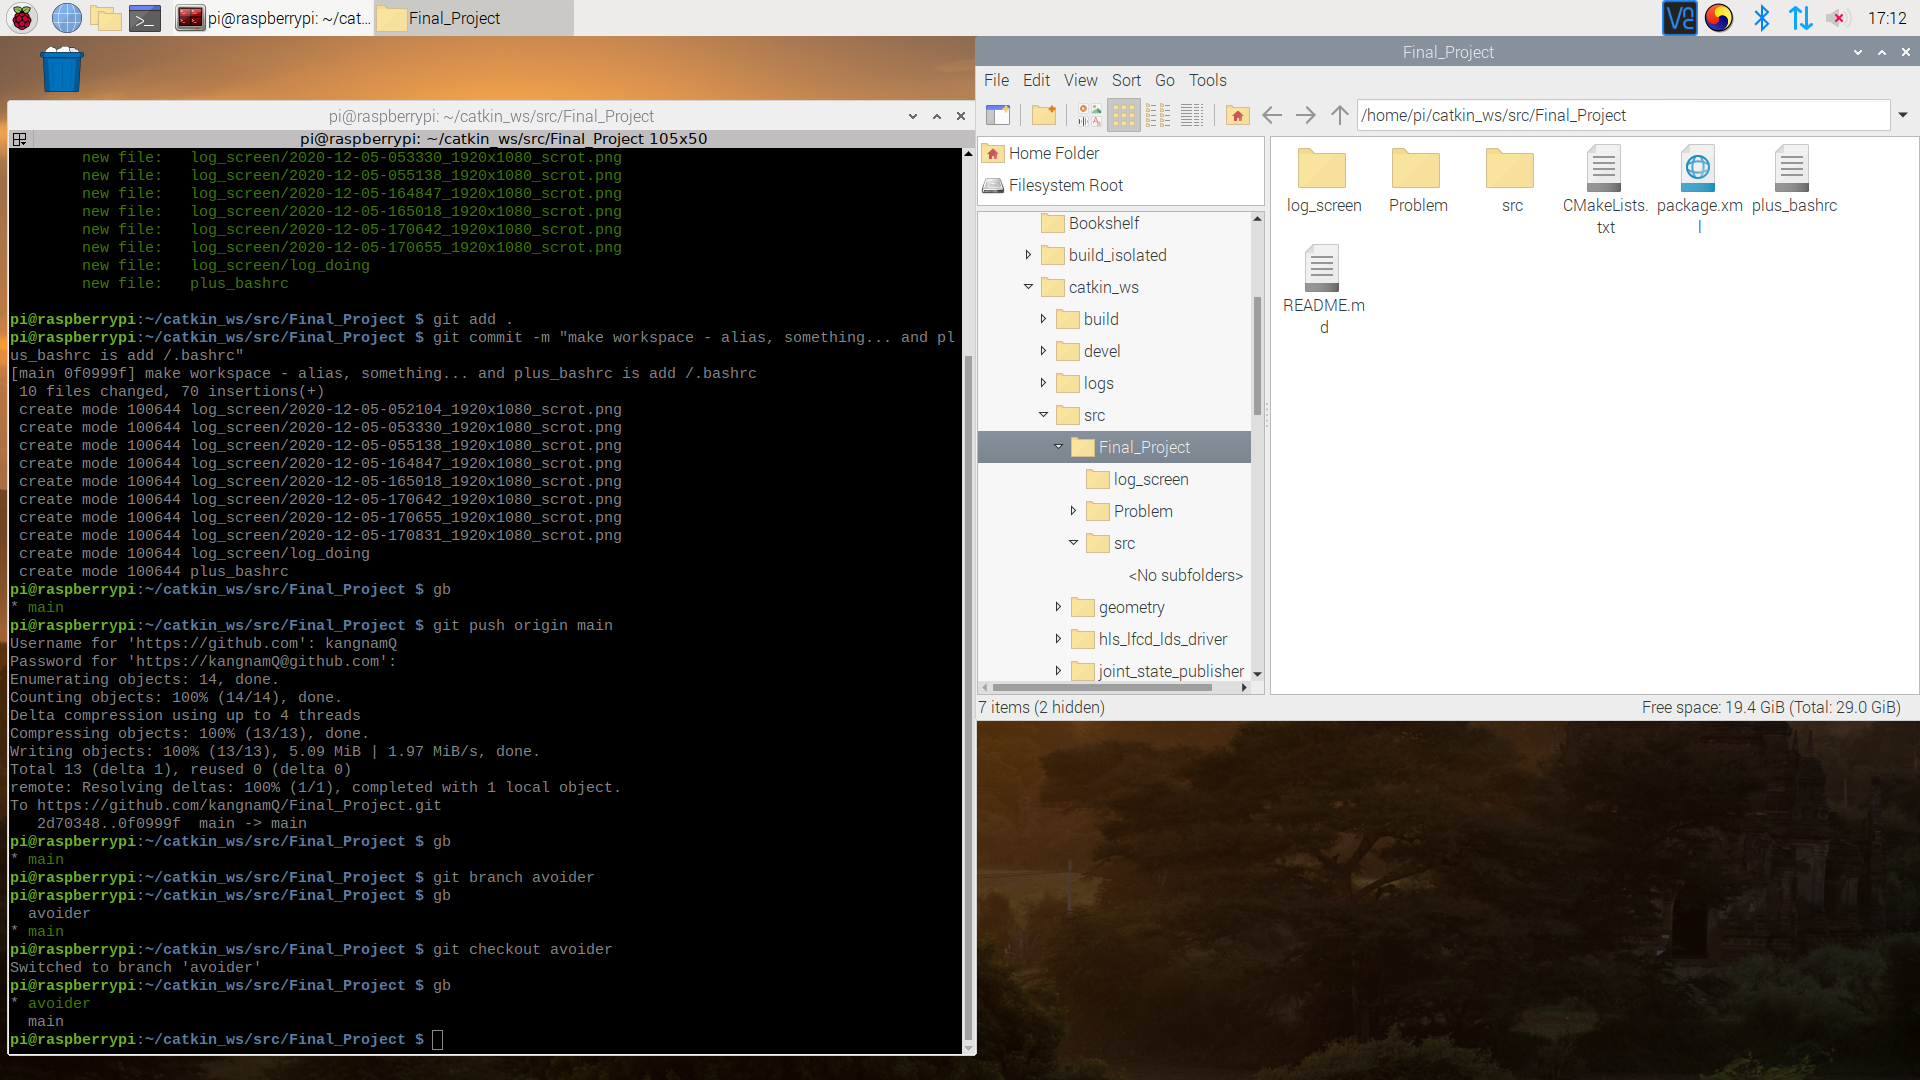 pi@raspberrypi: ~/cat...
Final_Project
17:12
pi@raspberrypi: ~/catkin_ws/src/Final_Project
pi@raspberrypi: ~/catkin_ws/src/Final_Project 105x50
new file:   log_screen/2020-12-05-053330_1920x1080_scrot.png
new file:   log_screen/2020-12-05-055138_1920x1080_scrot.png
new file:   log_screen/2020-12-05-164847_1920x1080_scrot.png
new file:   log_screen/2020-12-05-165018_1920x1080_scrot.png
new file:   log_screen/2020-12-05-170642_1920x1080_scrot.png
new file:   log_screen/2020-12-05-170655_1920x1080_scrot.png
new file:   log_screen/log_doing
new file:   plus_bashrc
pi@raspberrypi:~/catkin_ws/src/Final_Project $ git add .
pi@raspberrypi:~/catkin_ws/src/Final_Project $ git commit -m "make workspace - alias, something... and pl
us_bashrc is add /.bashrc"
[main 0f0999f] make workspace - alias, something... and plus_bashrc is add /.bashrc
 10 files changed, 70 insertions(+)
 create mode 100644 log_screen/2020-12-05-052104_1920x1080_scrot.png
 create mode 100644 log_screen/2020-12-05-053330_1920x1080_scrot.png
 create mode 100644 log_screen/2020-12-05-055138_1920x1080_scrot.png
 create mode 100644 log_screen/2020-12-05-164847_1920x1080_scrot.png
 create mode 100644 log_screen/2020-12-05-165018_1920x1080_scrot.png
 create mode 100644 log_screen/2020-12-05-170642_1920x1080_scrot.png
 create mode 100644 log_screen/2020-12-05-170655_1920x1080_scrot.png
 create mode 100644 log_screen/2020-12-05-170831_1920x1080_scrot.png
 create mode 100644 log_screen/log_doing
 create mode 100644 plus_bashrc
pi@raspberrypi:~/catkin_ws/src/Final_Project $ gb
* main
pi@raspberrypi:~/catkin_ws/src/Final_Project $ git push origin main
Username for 'https://github.com': kangnamQ
Password for 'https://kangnamQ@github.com':
Enumerating objects: 14, done.
Counting objects: 100% (14/14), done.
Delta compression using up to 4 threads
Compressing objects: 100% (13/13), done.
Writing objects: 100% (13/13), 5.09 MiB | 1.97 MiB/s, done.
Total 13 (delta 1), reused 0 (delta 0)
remote: Resolving deltas: 100% (1/1), completed with 1 local object.
To https://github.com/kangnamQ/Final_Project.git
   2d70348..0f0999f  main -> main
pi@raspberrypi:~/catkin_ws/src/Final_Project $ gb
* main
pi@raspberrypi:~/catkin_ws/src/Final_Project $ git branch avoider
pi@raspberrypi:~/catkin_ws/src/Final_Project $ gb
  avoider
* main
pi@raspberrypi:~/catkin_ws/src/Final_Project $ git checkout avoider
Switched to branch 'avoider'
pi@raspberrypi:~/catkin_ws/src/Final_Project $ gb
* avoider
  main
pi@raspberrypi:~/catkin_ws/src/Final_Project $
Final_Project
File Edit View Sort Go Tools
/home/pi/catkin_ws/src/Final_Project
Home Folder
Filesystem Root
Bookshelf
build_isolated
catkin_ws
build
devel
logs
src
Final_Project
log_screen
Problem
src
<No subfolders>
geometry
hls_lfcd_lds_driver
joint_state_publisher
log_screen
Problem
src
CMakeLists.
txt
package.xm
l
plus_bashrc
README.m
d
7 items (2 hidden)
Free space: 19.4 GiB (Total: 29.0 GiB)